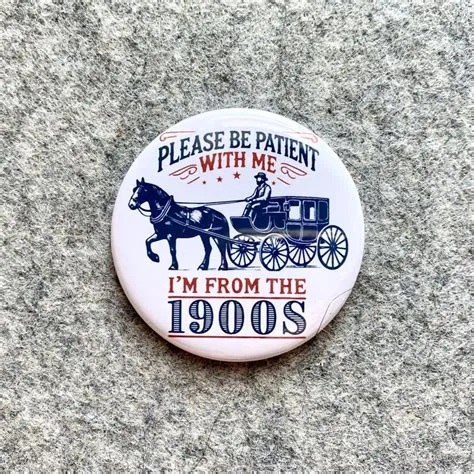 PLEASE BE PATIENT
WITH ME
I'M FROM THE
1900S